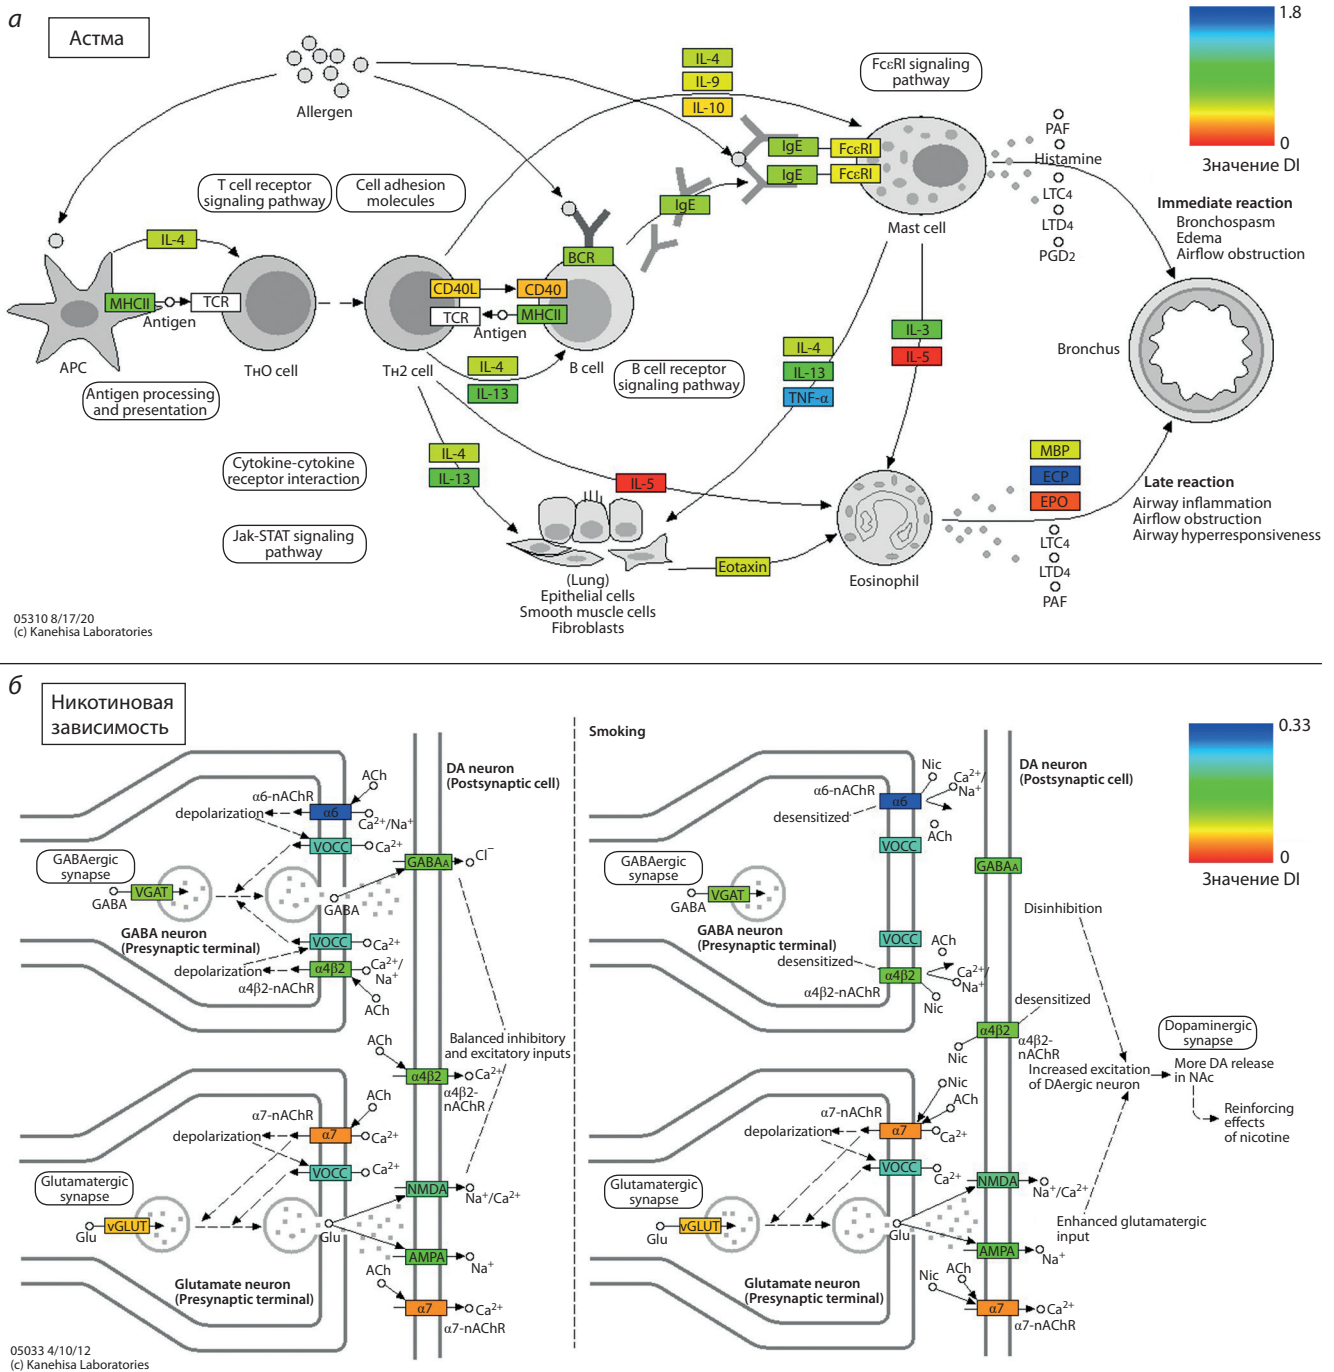 а
Астма
Allergen
IL-4
IL-9
IL-10
FcεRI signaling
pathway
1.8
0
Значение DI
PAF
Histamine
LTC4
LTD4
PGD2
IgE
FcεRI
IgE
FcεRI
Mast cell
Immediate reaction
Bronchospasm
Edema
Airflow obstruction
T cell receptor
signaling pathway
Cell adhesion
molecules
IgE
IL-4
BCR
MHCII
TCR
Antigen
CD40L
CD40
TCR
MHCII
Antigen
APC
TH0 cell
TH2 cell
B cell
IL-4
IL-13
B cell receptor
signaling pathway
IL-4
IL-13
TNF-α
IL-3
IL-5
Bronchus
Antigen processing
and presentation
Cytokine-cytokine
receptor interaction
IL-4
IL-13
IL-5
Jak-STAT signaling
pathway
Eotaxin
Eosinophil
MBP
ECP
EPO
LTC4
LTD4
PAF
Late reaction
Airway inflammation
Airflow obstruction
Airway hyperresponsiveness
(Lung)
Epithelial cells
Smooth muscle cells
Fibroblasts
05310 8/17/20
(c) Kanehisa Laboratories
б
Никотиновая
зависимость
DA neuron
(Postsynaptic cell)
ACh
α6-nAChR
depolarization
α6
Ca2+/Na+
VOCC
Ca2+
GABAergic
synapse
VGAT
GABA
GABA
GABAA
Cl−
GABA neuron
(Presynaptic terminal)
VOCC
Ca2+
depolarization
α4β2
Ca2+/
Na+
α4β2-nAChR
ACh
Balanced inhibitory
and excitatory inputs
ACh
α4β2
Ca2+
α4β2-
nAChR
ACh
α7-nAChR
depolarization
α7
Ca2+
VOCC
Ca2+
Glutamatergic
synapse
vGLUT
Glu
Glu
NMDA
Na+/Ca2+
AMPA
Na+
Glutamate neuron
(Presynaptic terminal)
ACh
α7
Ca2+
α7-nAChR
Smoking
DA neuron
(Postsynaptic cell)
Nic
Ca2+/
Na+
α6-nAChR
α6
desensitized
ACh
VOCC
GABAergic
synapse
VGAT
GABA
GABAA
GABA neuron
(Presynaptic terminal)
VOCC
desensitized
ACh
α4β2
Ca2+/
Na+
α4β2-nAChR
Nic
0.33
0
Значение DI
Disinhibition
desensitized
α4β2
Nic
α4β2-
nAChR
Increased excitation
of DAergic neuron
Dopaminergic
synapse
More DA release
in NAc
Reinforcing
effects
of nicotine
Nic
ACh
α7-nAChR
depolarization
α7
Ca2+
VOCC
Ca2+
Glutamatergic
synapse
vGLUT
Glu
Glu
NMDA
Na+/Ca2+
AMPA
Na+
Enhanced glutamatergic
input
Glutamate neuron
(Presynaptic terminal)
Nic
ACh
α7
Ca2+
α7-nAChR
05033 4/10/12
(c) Kanehisa Laboratories